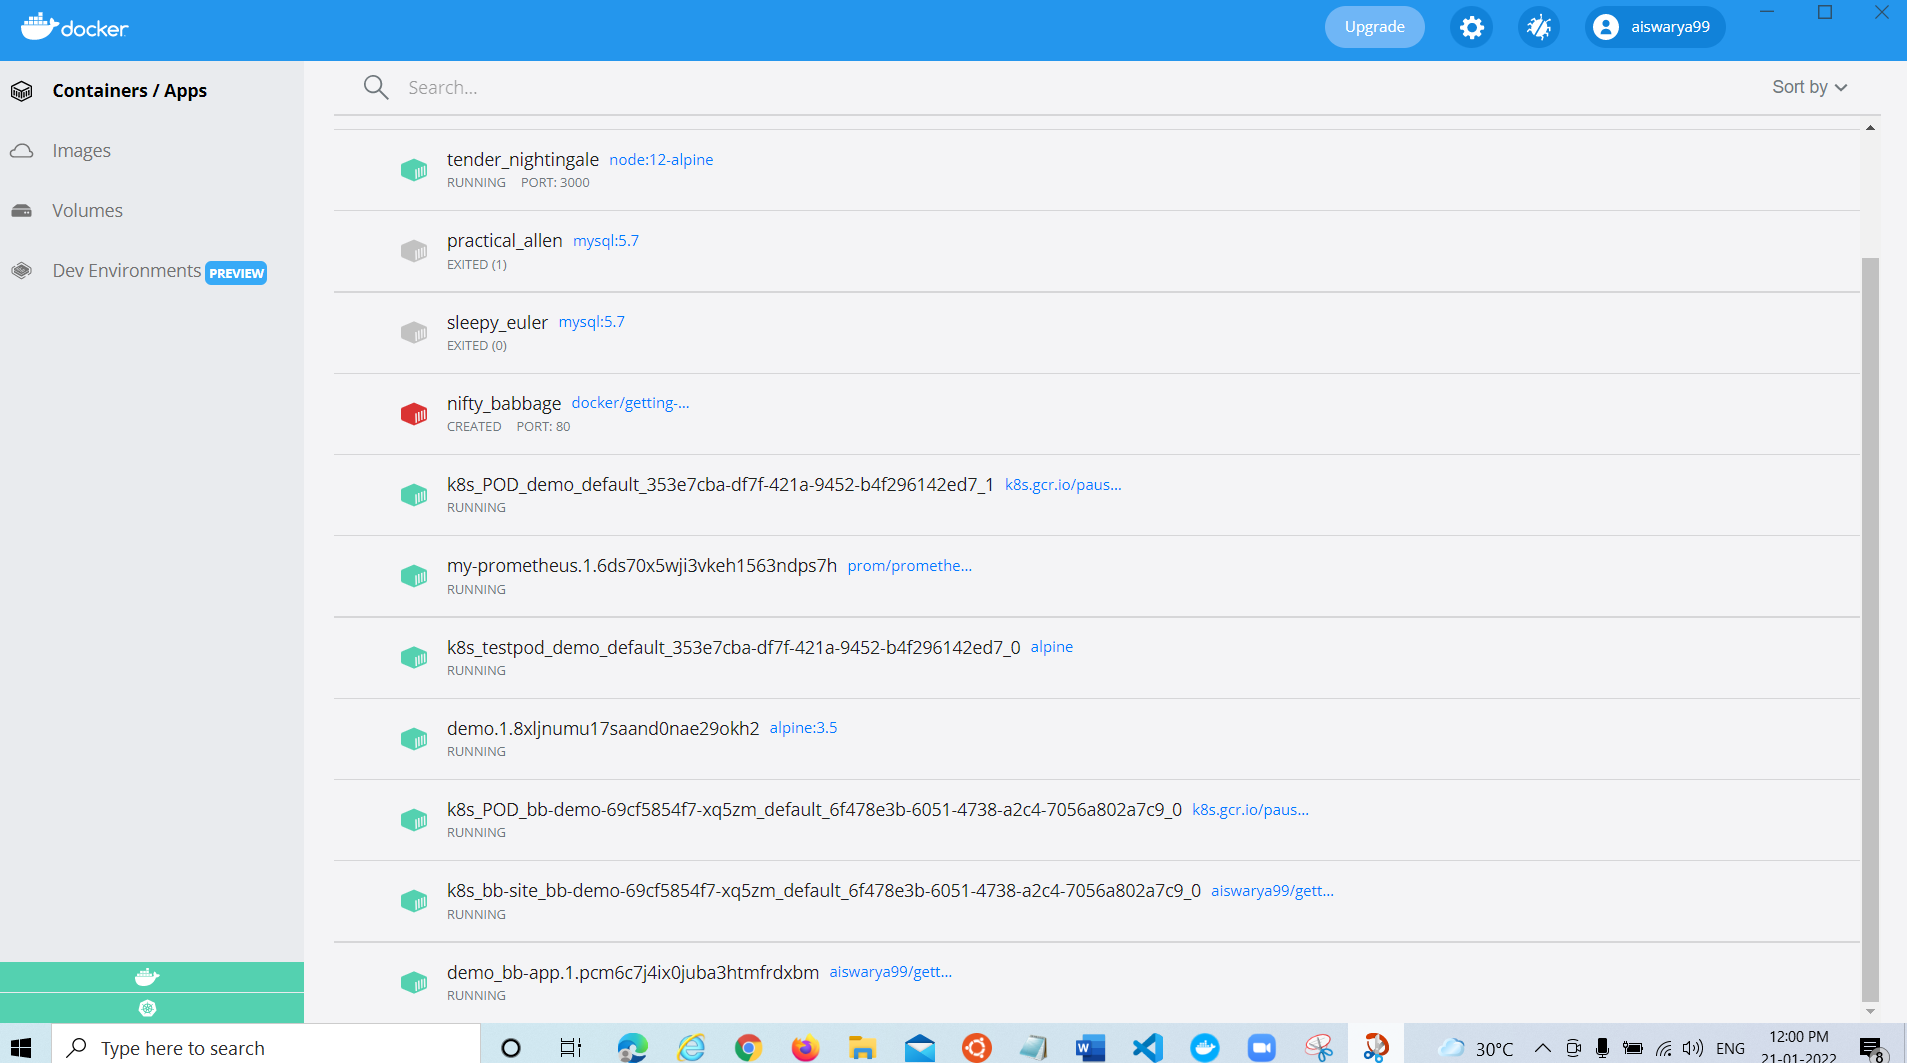 docker
Upgrade
aiswarya99
Containers / Apps
Images
Volumes
Dev Environments PREVIEW
Search...
Sort by
tender_nightingale node:12-alpine
RUNNING PORT: 3000
practical_allen mysql:5.7
EXITED (1)
sleepy_euler mysql:5.7
EXITED (0)
nifty_babbage docker/getting-...
CREATED PORT: 80
k8s_POD_demo_default_353e7cba-df7f-421a-9452-b4f296142ed7_1 k8s.gcr.io/paus...
RUNNING
my-prometheus.1.6ds70x5wji3vkeh1563ndps7h prom/promethe...
RUNNING
k8s_testpod_demo_default_353e7cba-df7f-421a-9452-b4f296142ed7_0 alpine
RUNNING
demo.1.8xljnumu17saand0nae29okh2 alpine:3.5
RUNNING
k8s_POD_bb-demo-69cf5854f7-xq5zm_default_6f478e3b-6051-4738-a2c4-7056a802a7c9_0 k8s.gcr.io/paus...
RUNNING
k8s_bb-site_bb-demo-69cf5854f7-xq5zm_default_6f478e3b-6051-4738-a2c4-7056a802a7c9_0 aiswarya99/gett...
RUNNING
demo_bb-app.1.pcm6c7j4ix0juba3htmfrdxbm aiswarya99/gett...
RUNNING
Type here to search
30°C
ENG
12:00 PM
21-01-2022
8